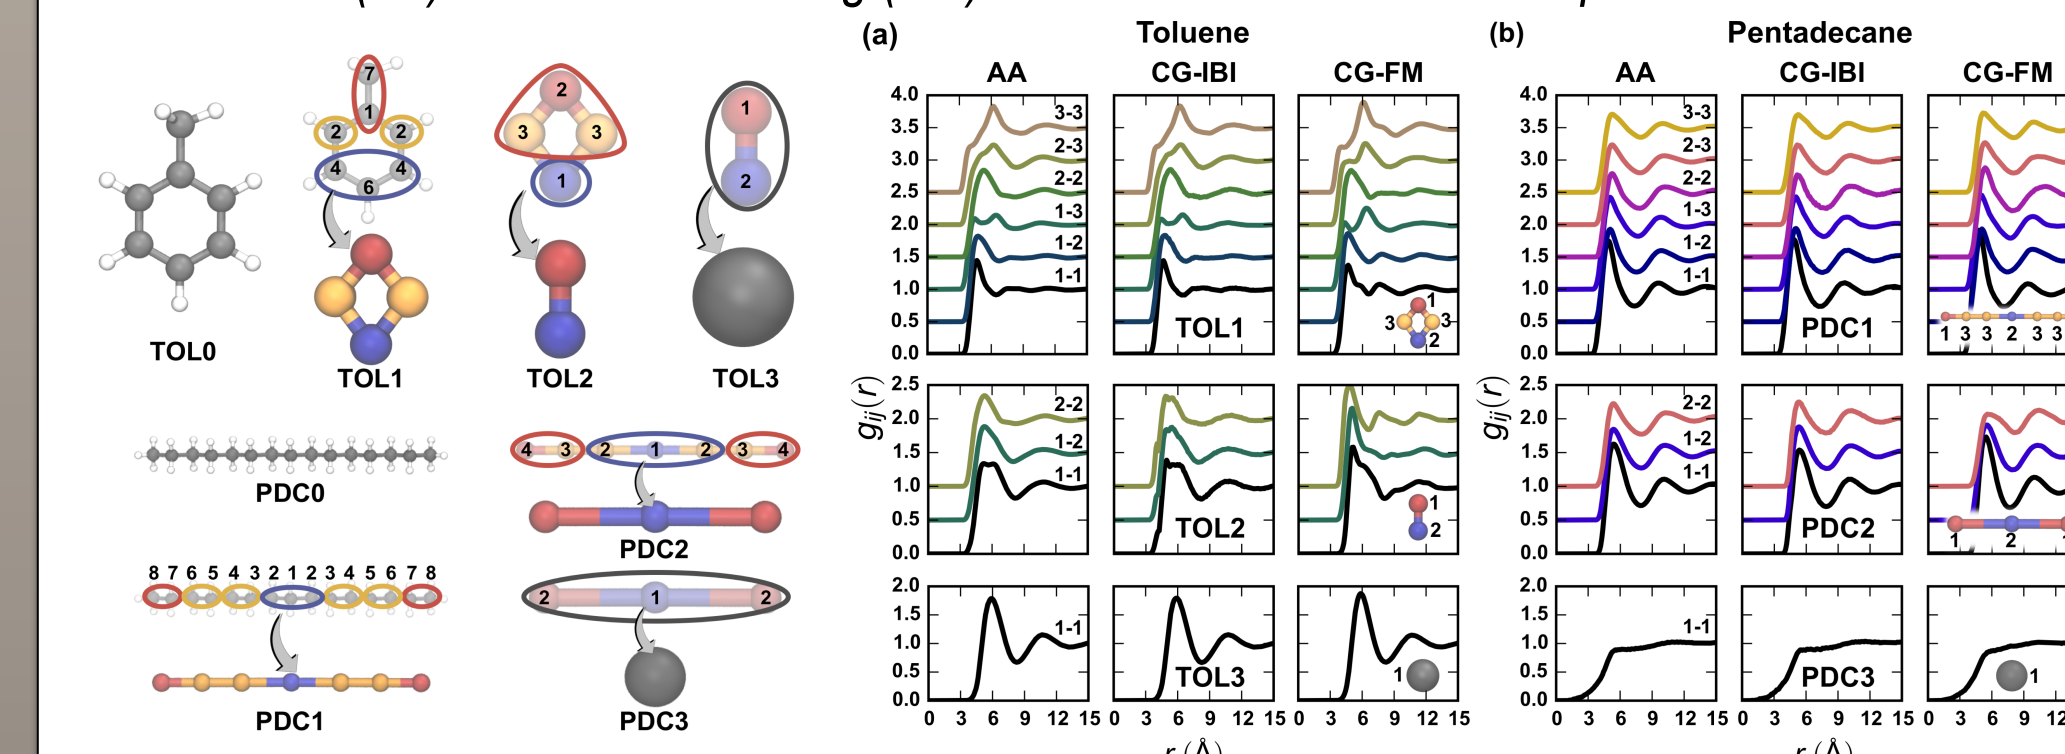 (a)
Toluene
AA
CG-IBI
CG-FM
(b)
Pentadecane
AA
CG-IBI
CG-FM
7
1
2 2
4 4
6
2
3 3
1
1
2
TOL0
TOL1
TOL2
TOL3
4 3 2 1 2 3 4
PDC0
PDC2
8 7 6 5 4 3 2 1 2 3 4 5 6 7 8
2 1 2
PDC1
PDC3
g_ij(r)
4.0
3.5
3.0
2.5
2.0
1.5
1.0
0.5
0.0
3-3
2-3
2-2
1-3
1-2
1-1
TOL1
1
3 3
2
2.5
2.0
1.5
1.0
0.5
0.0
2-2
1-2
1-1
TOL2
1
2
2.0
1.5
1.0
0.5
0.0
1-1
TOL3
1
0 3 6 9 12 15
0 3 6 9 12 15
0 3 6 9 12 15
r (Å)
g_ij(r)
4.0
3.5
3.0
2.5
2.0
1.5
1.0
0.5
0.0
3-3
2-3
2-2
1-3
1-2
1-1
PDC1
1 3 3 2 3 3
2.5
2.0
1.5
1.0
0.5
0.0
2-2
1-2
1-1
PDC2
1 2
2.0
1.5
1.0
0.5
0.0
1-1
PDC3
1
0 3 6 9 12 15
0 3 6 9 12 15
0 3 6 9 12
r (Å)